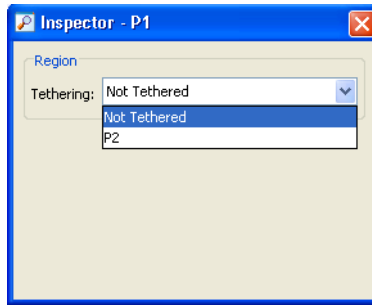 Inspector - P1
Region
Tethering: Not Tethered
Not Tethered
P2